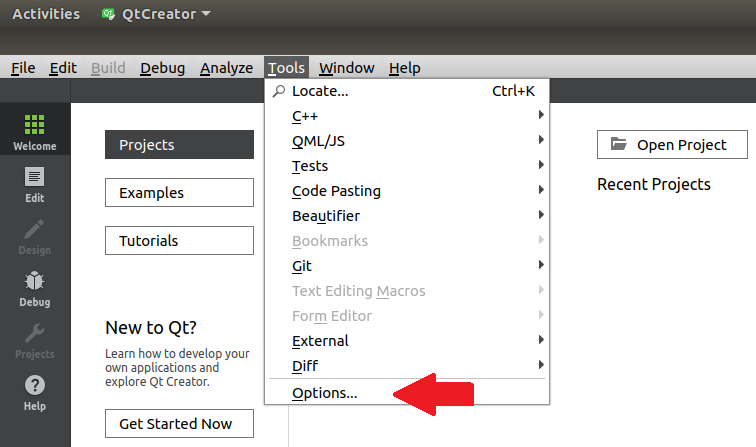 Activities QtCreator
File Edit Build Debug Analyze Tools Window Help
Locate... Ctrl+K
C++
QML/JS
Tests
Code Pasting
Beautifier
Bookmarks
Git
Text Editing Macros
Form Editor
External
Diff
Options...
Welcome
Edit
Design
Debug
Projects
Help
Projects
Examples
Tutorials
New to Qt?
Learn how to develop your
own applications and
explore Qt Creator.
Get Started Now
Open Project
Recent Projects